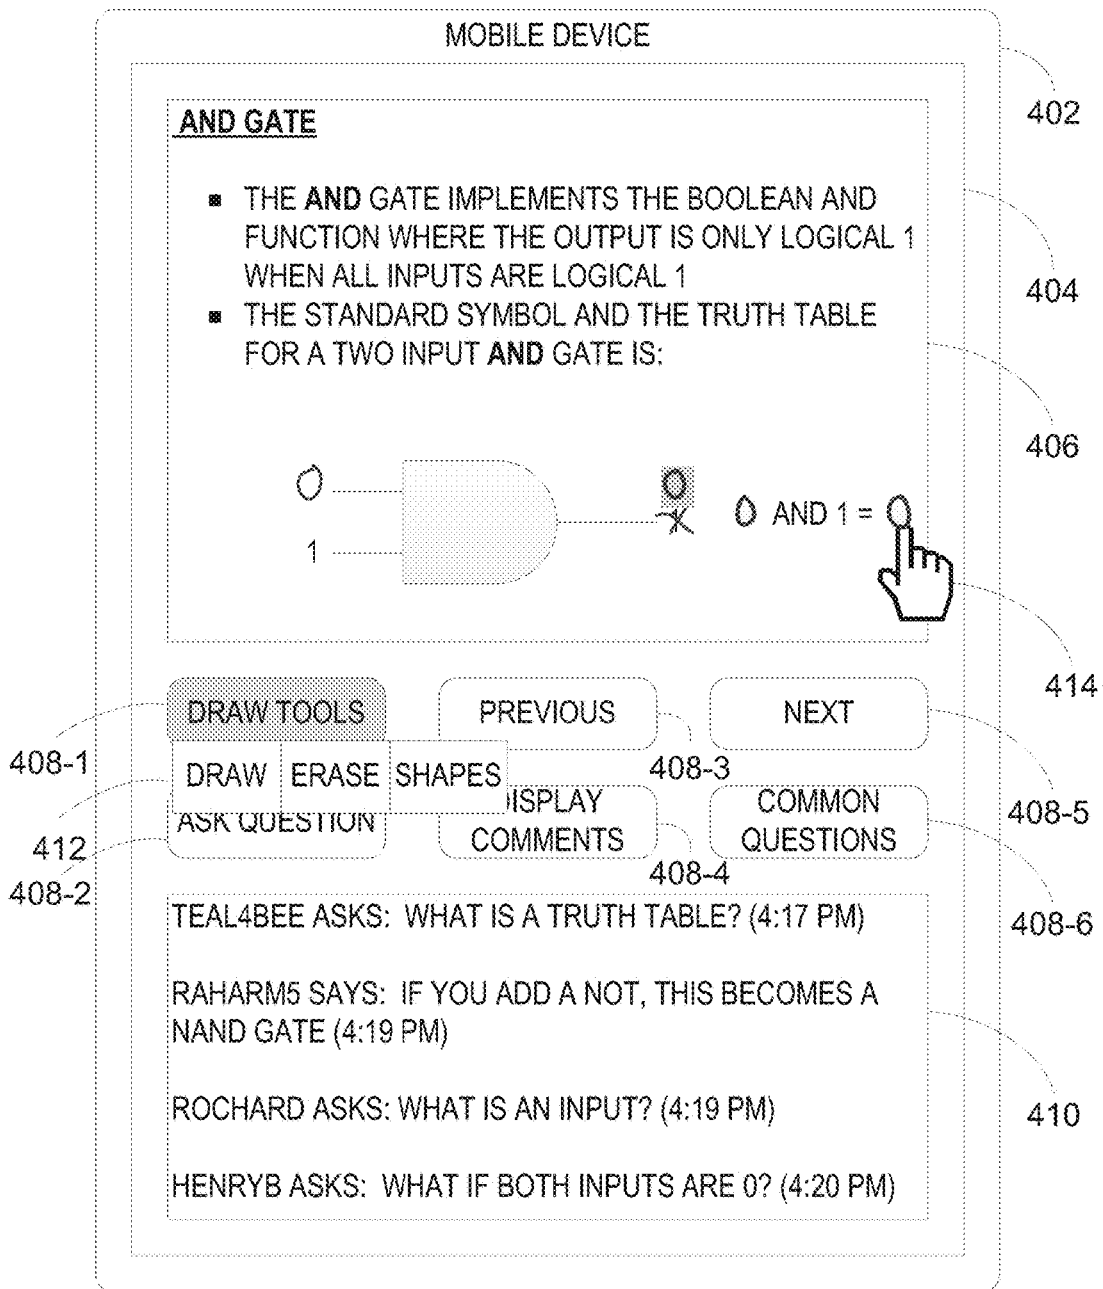 MOBILE DEVICE
402
AND GATE
■ THE AND GATE IMPLEMENTS THE BOOLEAN AND
FUNCTION WHERE THE OUTPUT IS ONLY LOGICAL 1
WHEN ALL INPUTS ARE LOGICAL 1
404
■ THE STANDARD SYMBOL AND THE TRUTH TABLE
FOR A TWO INPUT AND GATE IS:
406
0
0
0 AND 1 = 0
1
414
DRAW TOOLS PREVIOUS NEXT
408-1 408-3 408-5
DRAW ERASE SHAPES
412
ASK QUESTION
DISPLAY
COMMENTS
COMMON
QUESTIONS
408-2 408-4 408-6
TEAL4BEE ASKS: WHAT IS A TRUTH TABLE? (4:17 PM)
RAHARM5 SAYS: IF YOU ADD A NOT, THIS BECOMES A
NAND GATE (4:19 PM)
ROCHARD ASKS: WHAT IS AN INPUT? (4:19 PM)
410
HENRYB ASKS: WHAT IF BOTH INPUTS ARE 0? (4:20 PM)